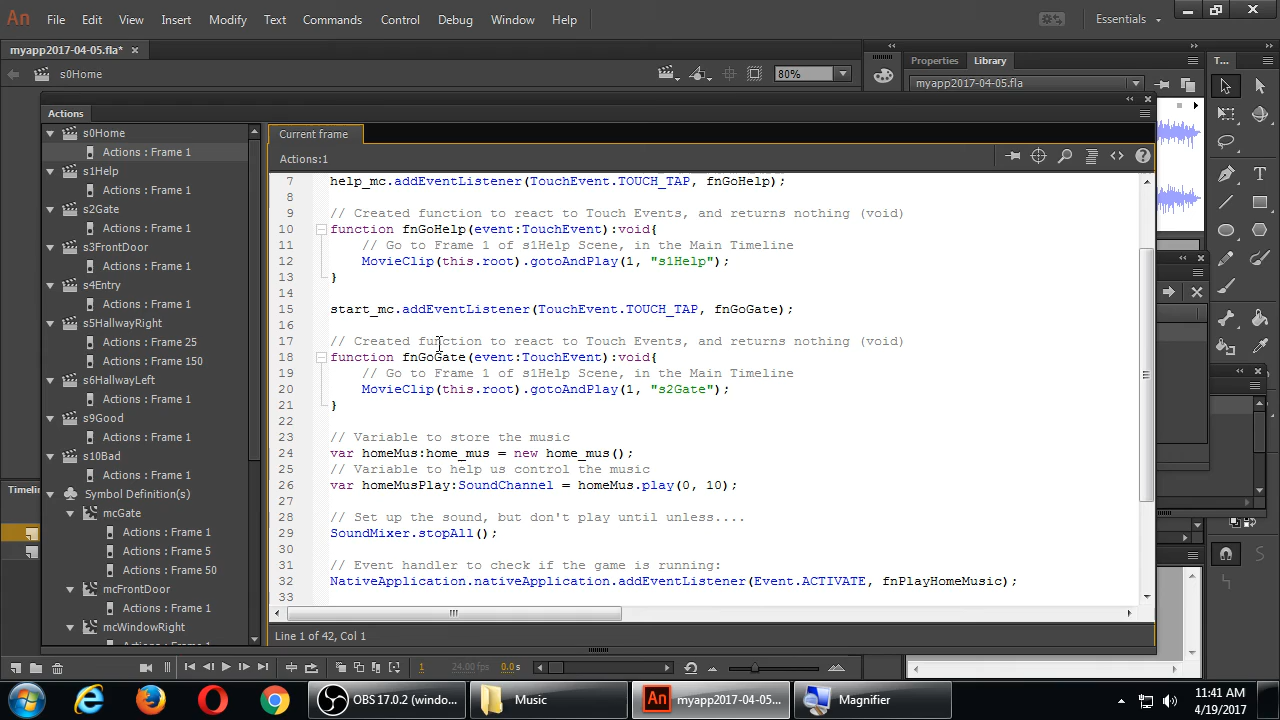 An File Edit View Insert Modify Text Commands Control Debug Window Help Essentials
myapp2017-04-05.fla* ×
s0Home 80%
Properties Library T...
myapp2017-04-05.fla
Actions
s0Home
Actions : Frame 1
s1Help
Actions : Frame 1
s2Gate
Actions : Frame 1
s3FrontDoor
Actions : Frame 1
s4Entry
Actions : Frame 1
s5HallwayRight
Actions : Frame 25
Actions : Frame 150
s6HallwayLeft
Actions : Frame 1
s9Good
Actions : Frame 1
s10Bad
Actions : Frame 1
Symbol Definition(s)
mcGate
Actions : Frame 1
Actions : Frame 5
Actions : Frame 50
mcFrontDoor
Actions : Frame 1
mcWindowRight
Current frame
Actions:1
7 help_mc.addEventListener(TouchEvent.TOUCH_TAP, fnGoHelp);
8
9 // Created function to react to Touch Events, and returns nothing (void)
10 function fnGoHelp(event:TouchEvent):void{
11 // Go to Frame 1 of s1Help Scene, in the Main Timeline
12 MovieClip(this.root).gotoAndPlay(1, "s1Help");
13 }
14
15 start_mc.addEventListener(TouchEvent.TOUCH_TAP, fnGoGate);
16
17 // Created function to react to Touch Events, and returns nothing (void)
18 function fnGoGate(event:TouchEvent):void{
19 // Go to Frame 1 of s1Help Scene, in the Main Timeline
20 MovieClip(this.root).gotoAndPlay(1, "s2Gate");
21 }
22
23 // Variable to store the music
24 var homeMus:home_mus = new home_mus();
25 // Variable to help us control the music
26 var homeMusPlay:SoundChannel = homeMus.play(0, 10);
27
28 // Set up the sound, but don't play until unless....
29 SoundMixer.stopAll();
30
31 // Event handler to check if the game is running:
32 NativeApplication.nativeApplication.addEventListener(Event.ACTIVATE, fnPlayHomeMusic);
33
Line 1 of 42, Col 1
Timelin
1 24.00 fps 0.0s
OBS 17.0.2 (windo... Music An myapp2017-04-05... Magnifier
11:41 AM
4/19/2017